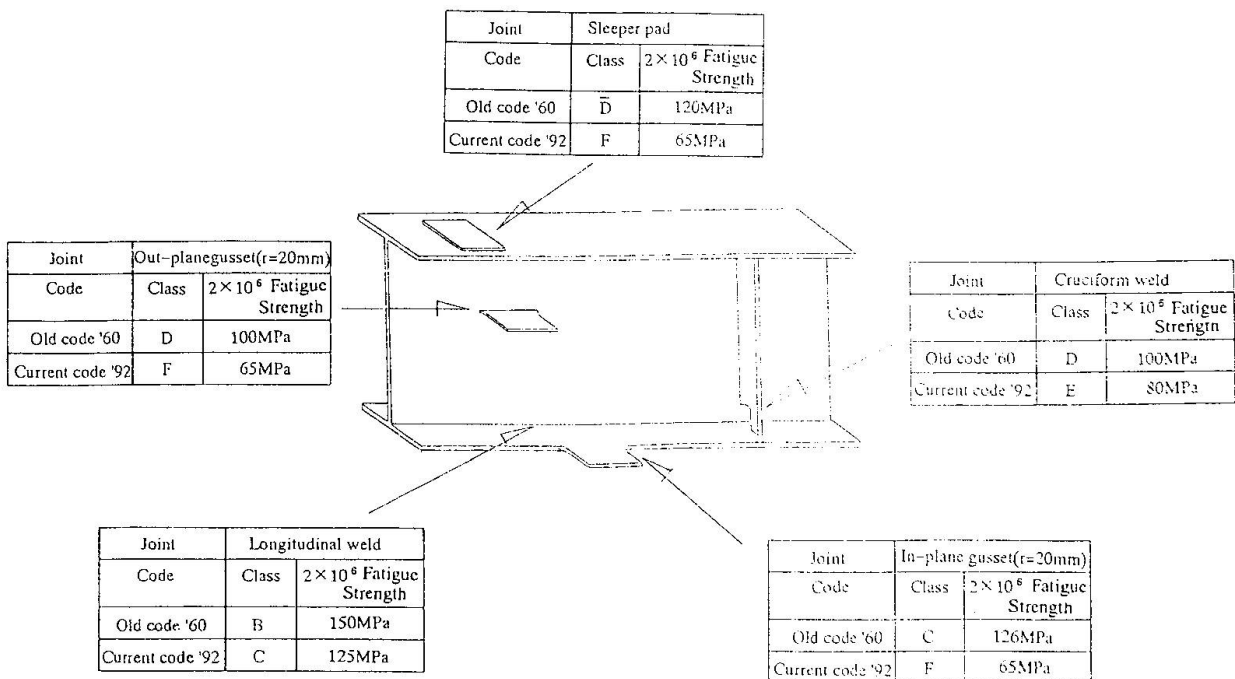 Joint Sleeper pad
Code Class 2×10⁶ Fatigue Strength
Old code '60 D̄ 120MPa
Current code '92 F 65MPa
Joint Out-planegusset(r=20mm)
Code Class 2×10⁶ Fatigue Strength
Old code '60 D 100MPa
Current code '92 F 65MPa
Joint Cruciform weld
Code Class 2×10⁶ Fatigue Strength
Old code '60 D 100MPa
Current code '92 E 80MPa
Joint Longitudinal weld
Code Class 2×10⁶ Fatigue Strength
Old code '60 B 150MPa
Current code '92 C 125MPa
Joint In-plane gusset(r=20mm)
Code Class 2×10⁶ Fatigue Strength
Old code '60 C 126MPa
Current code '92 F 65MPa